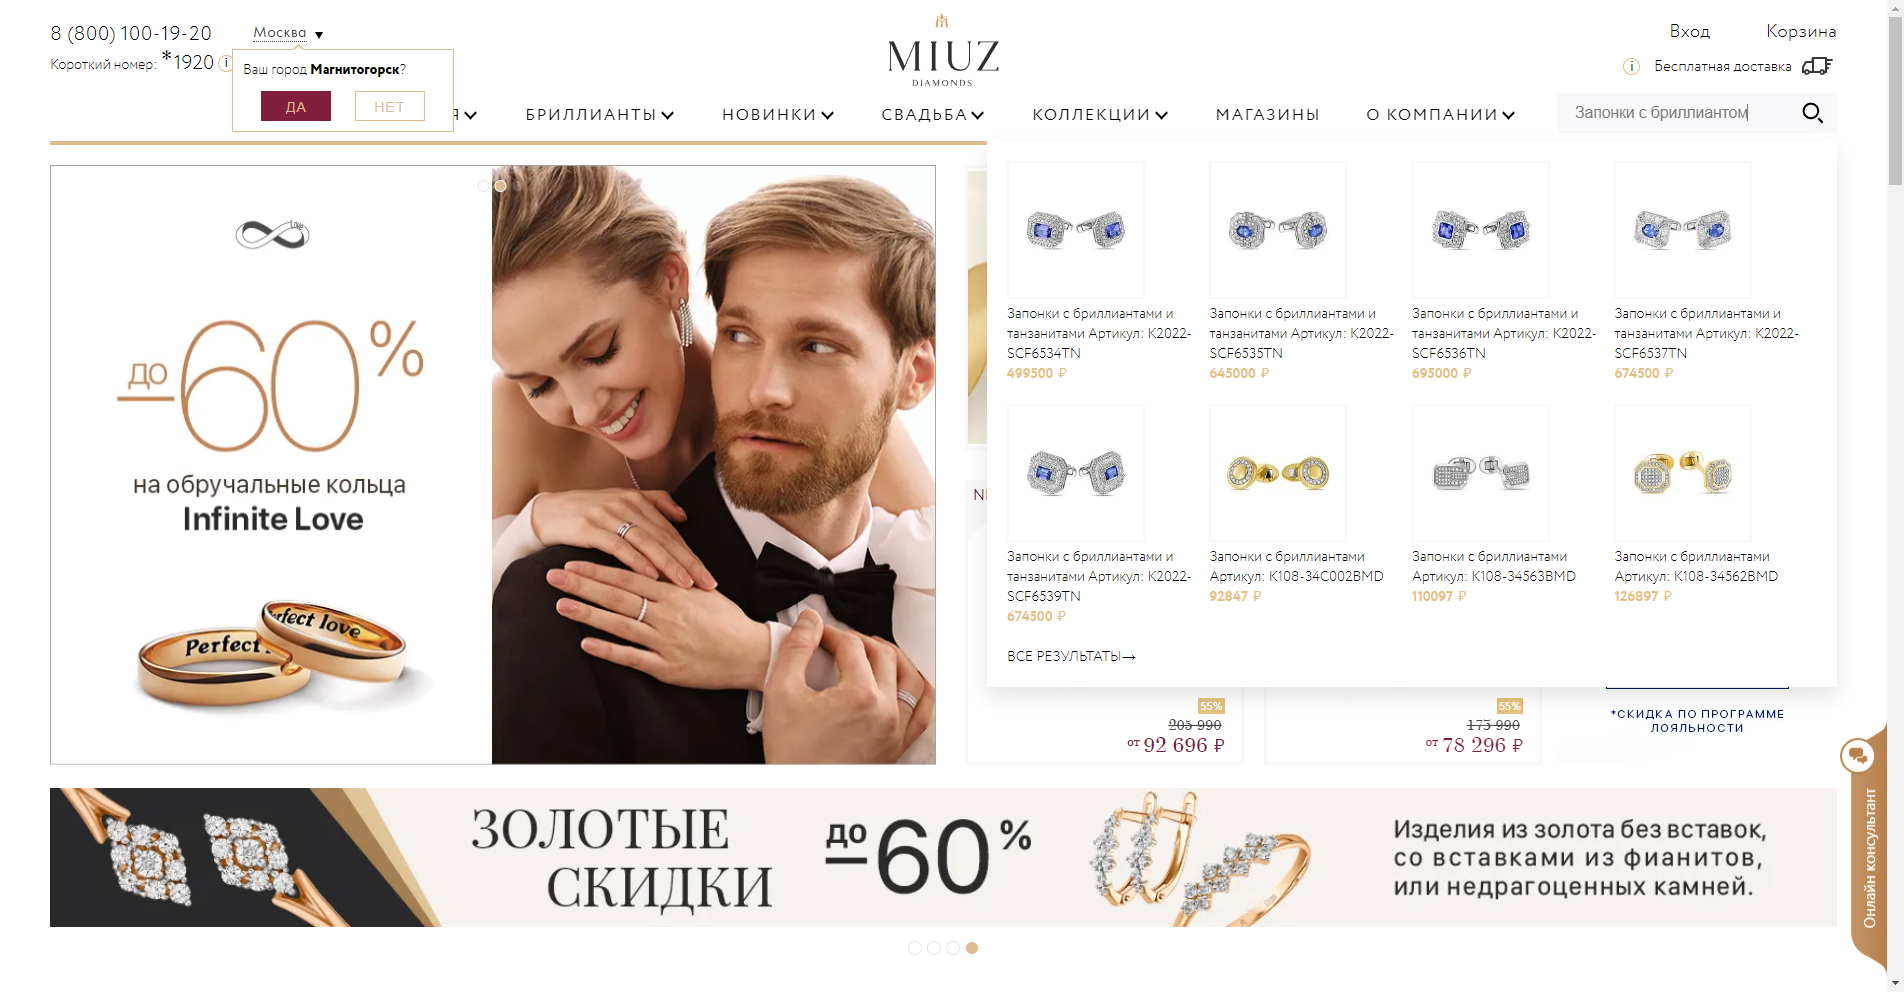 8 (800) 100-19-20
Москва ▼
Короткий номер: *1920 i
Ваш город Магнитогорск?
ДА
НЕТ
MIUZ
DIAMONDS
Вход
Корзина
i Бесплатная доставка
БРИЛЛИАНТЫ
НОВИНКИ
СВАДЬБА
КОЛЛЕКЦИИ
МАГАЗИНЫ
О КОМПАНИИ
Запонки с бриллиантом
Love
до 60%
на обручальные кольца
Infinite Love
Perfect
rfect love
Запонки с бриллиантами и
танзанитами Артикул: K2022-
SCF6534TN
499500 ₽
Запонки с бриллиантами и
танзанитами Артикул: K2022-
SCF6535TN
645000 ₽
Запонки с бриллиантами и
танзанитами Артикул: K2022-
SCF6536TN
695000 ₽
Запонки с бриллиантами и
танзанитами Артикул: K2022-
SCF6537TN
674500 ₽
Запонки с бриллиантами и
танзанитами Артикул: K2022-
SCF6539TN
674500 ₽
Запонки с бриллиантами
Артикул: K108-34C002BMD
92847 ₽
Запонки с бриллиантами
Артикул: K108-34563BMD
110097 ₽
Запонки с бриллиантами
Артикул: K108-34562BMD
126897 ₽
ВСЕ РЕЗУЛЬТАТЫ→
55%
205 990
от 92 696 ₽
55%
173 990
от 78 296 ₽
*СКИДКА ПО ПРОГРАММЕ
ЛОЯЛЬНОСТИ
ЗОЛОТЫЕ
СКИДКИ
до 60%
Изделия из золота без вставок,
со вставками из фианитов,
или недрагоценных камней.
Онлайн консультант